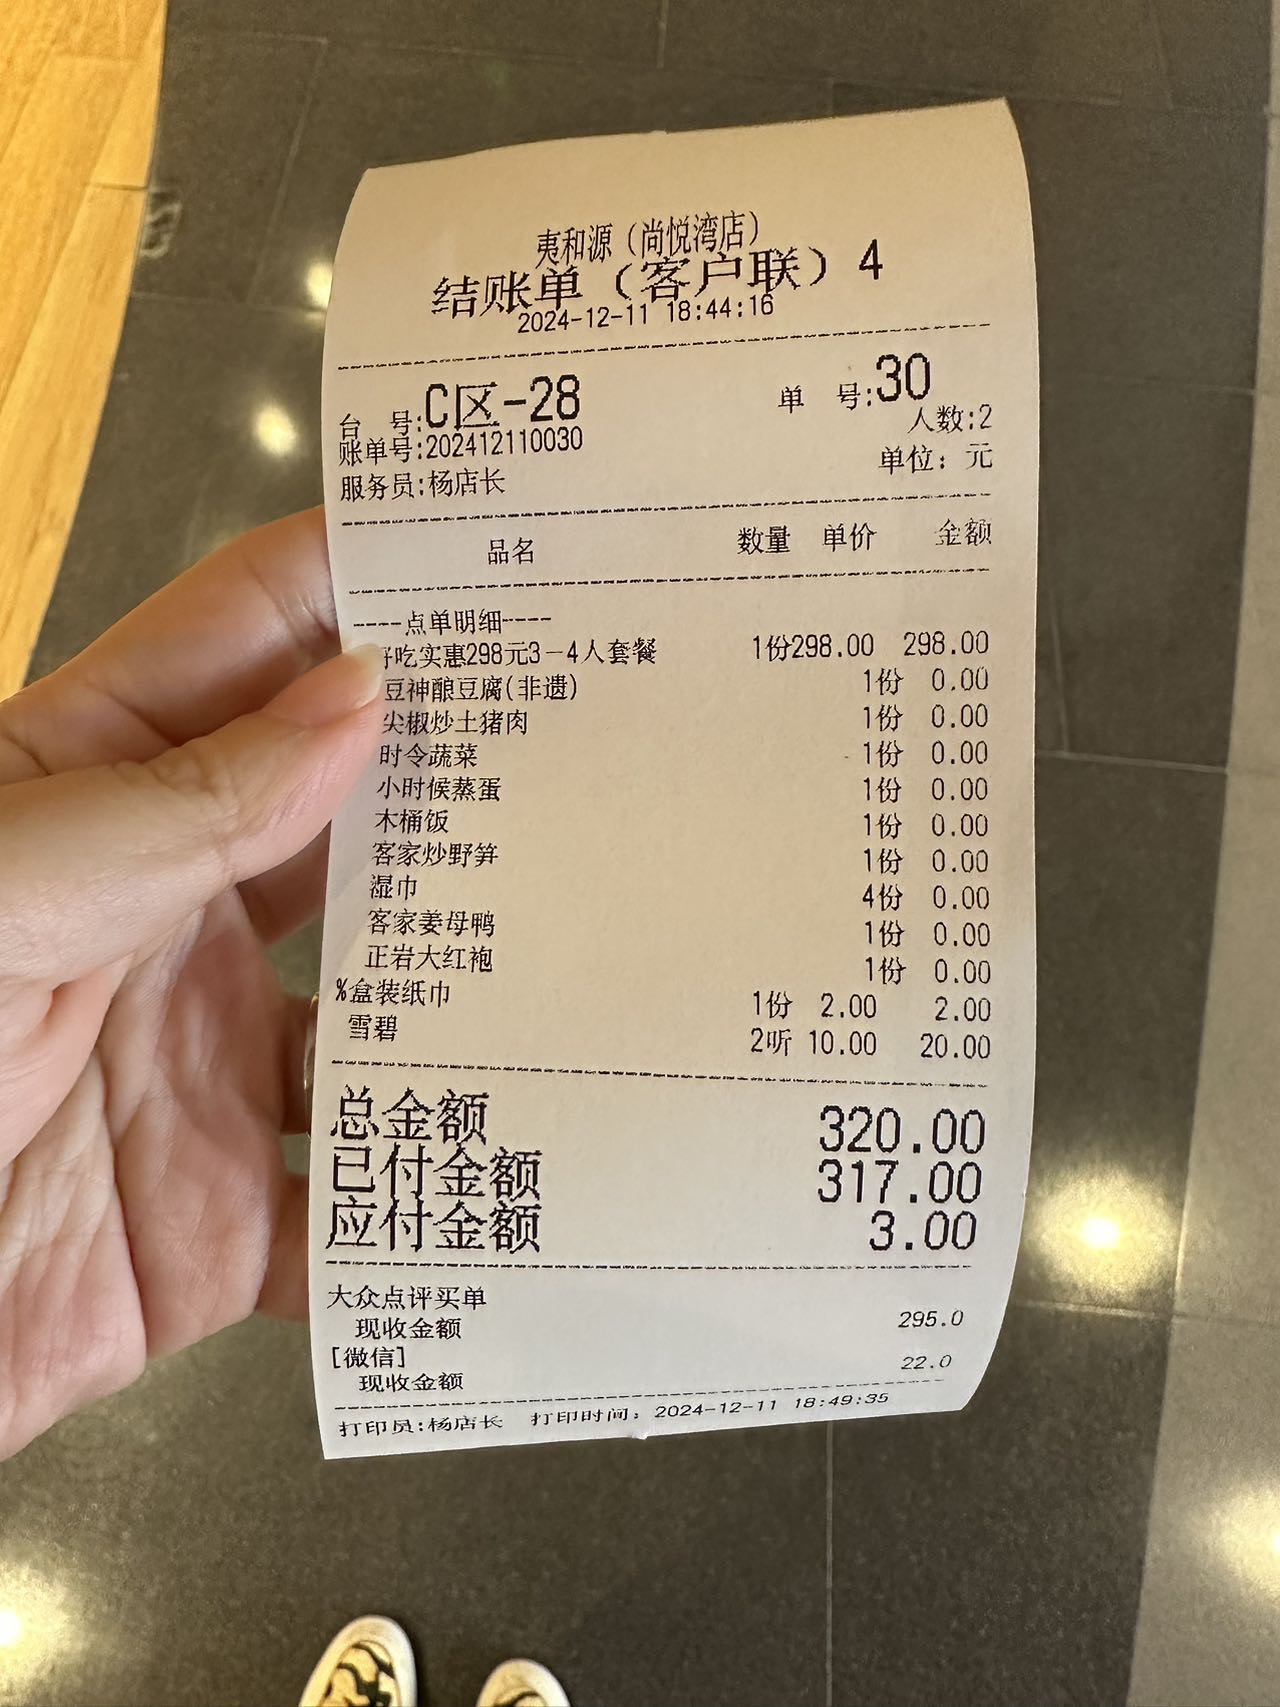 夷和源（尚悦湾店）
结账单（客户联）4
2024-12-11 18:44:16
台 号:C区-28 单 号:30
账单号:202412110030 人数:2
服务员:杨店长 单位：元
品名 数量 单价 金额
----点单明细----
好吃实惠298元3-4人套餐 1份298.00 298.00
豆神酿豆腐(非遗) 1份 0.00
尖椒炒土猪肉 1份 0.00
时令蔬菜 1份 0.00
小时候蒸蛋 1份 0.00
木桶饭 1份 0.00
客家炒野笋 1份 0.00
湿巾 4份 0.00
客家姜母鸭 1份 0.00
正岩大红袍 1份 0.00
%盒装纸巾 1份 2.00 2.00
雪碧 2听 10.00 20.00
总金额 320.00
已付金额 317.00
应付金额 3.00
大众点评买单
现收金额 295.0
[微信]
现收金额 22.0
打印员:杨店长 打印时间：2024-12-11 18:49:35